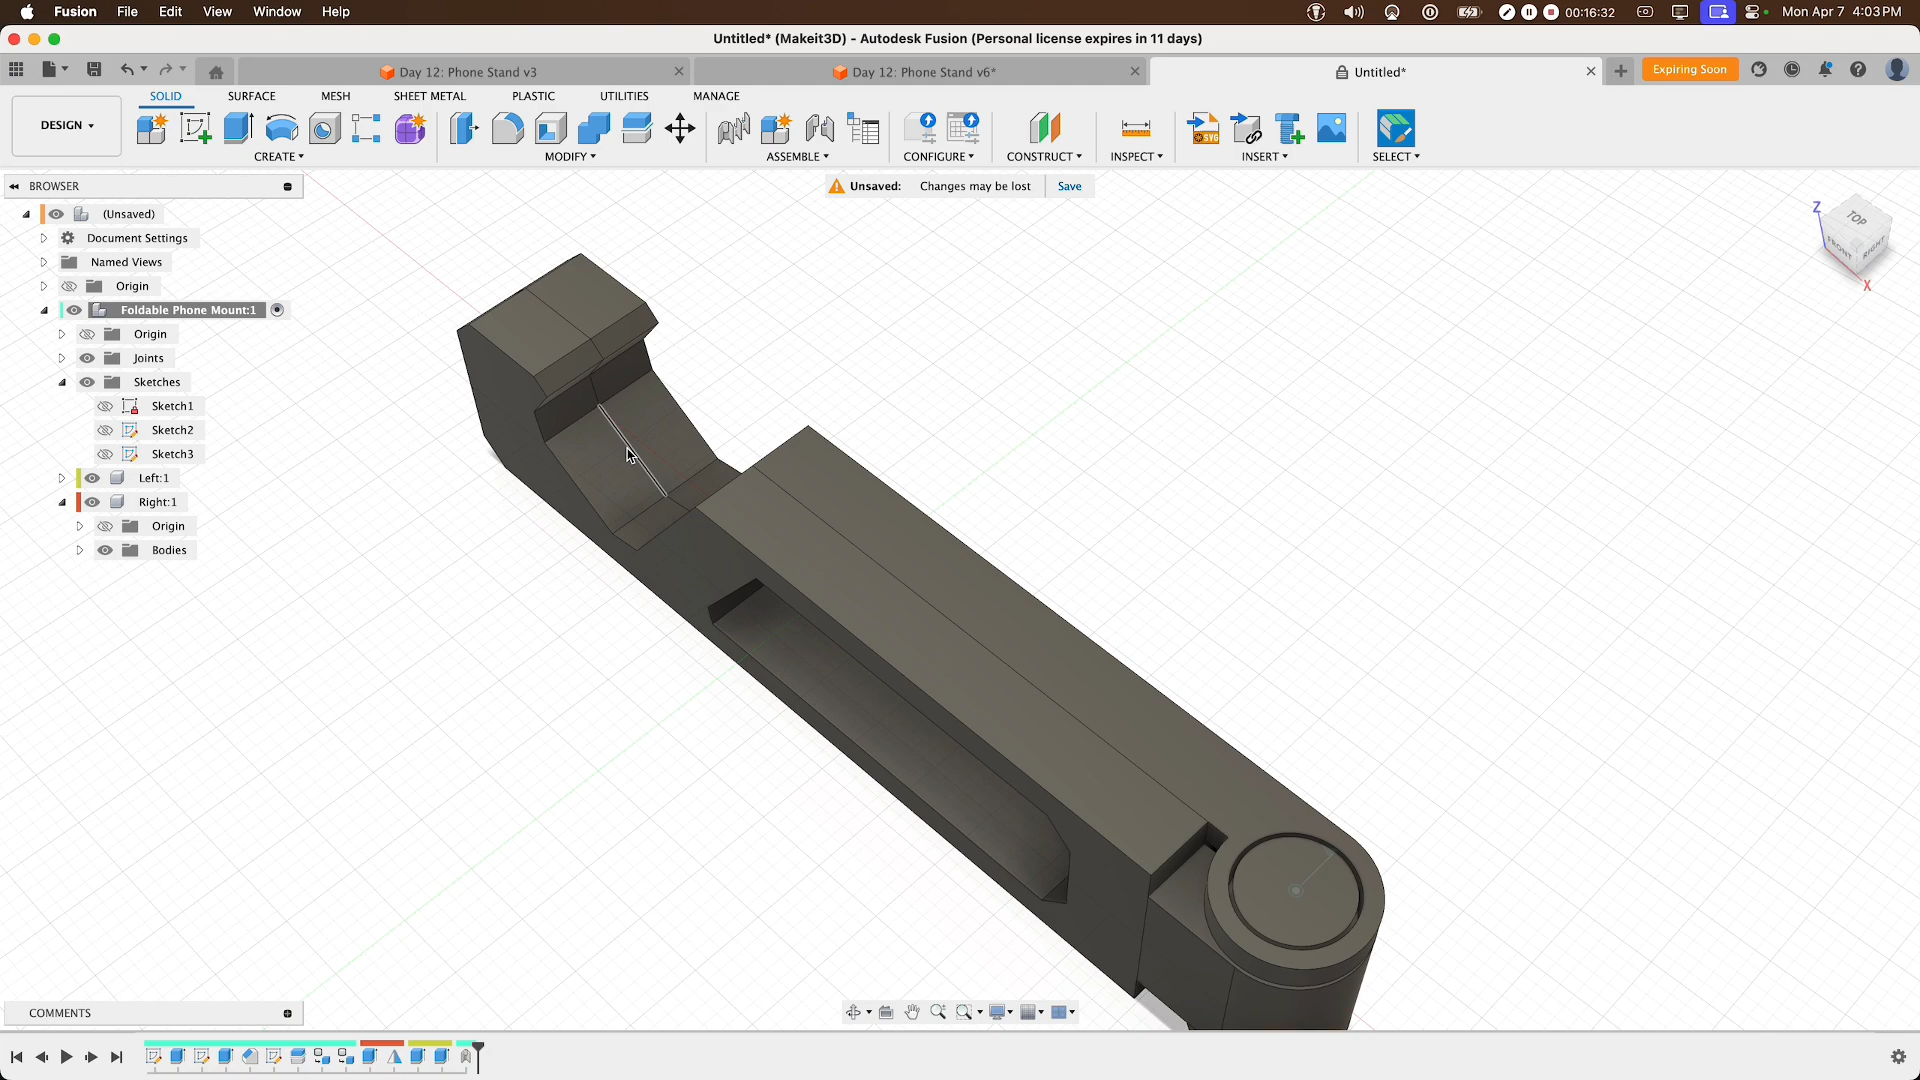 Fusion File Edit View Window Help 00:16:32 Mon Apr 7 4:03 PM
Untitled* (Makeit3D) - Autodesk Fusion (Personal license expires in 11 days)
Day 12: Phone Stand v3 Day 12: Phone Stand v6* Untitled* Expiring Soon
SOLID SURFACE MESH SHEET METAL PLASTIC UTILITIES MANAGE
DESIGN
CREATE MODIFY ASSEMBLE CONFIGURE CONSTRUCT INSPECT INSERT SELECT
SVG
BROWSER
Unsaved: Changes may be lost Save
(Unsaved)
Document Settings
Named Views
Origin
Foldable Phone Mount:1
Origin
Joints
Sketches
Sketch1
Sketch2
Sketch3
Left:1
Right:1
Origin
Bodies
Z
TOP
FRONT RIGHT
X
COMMENTS